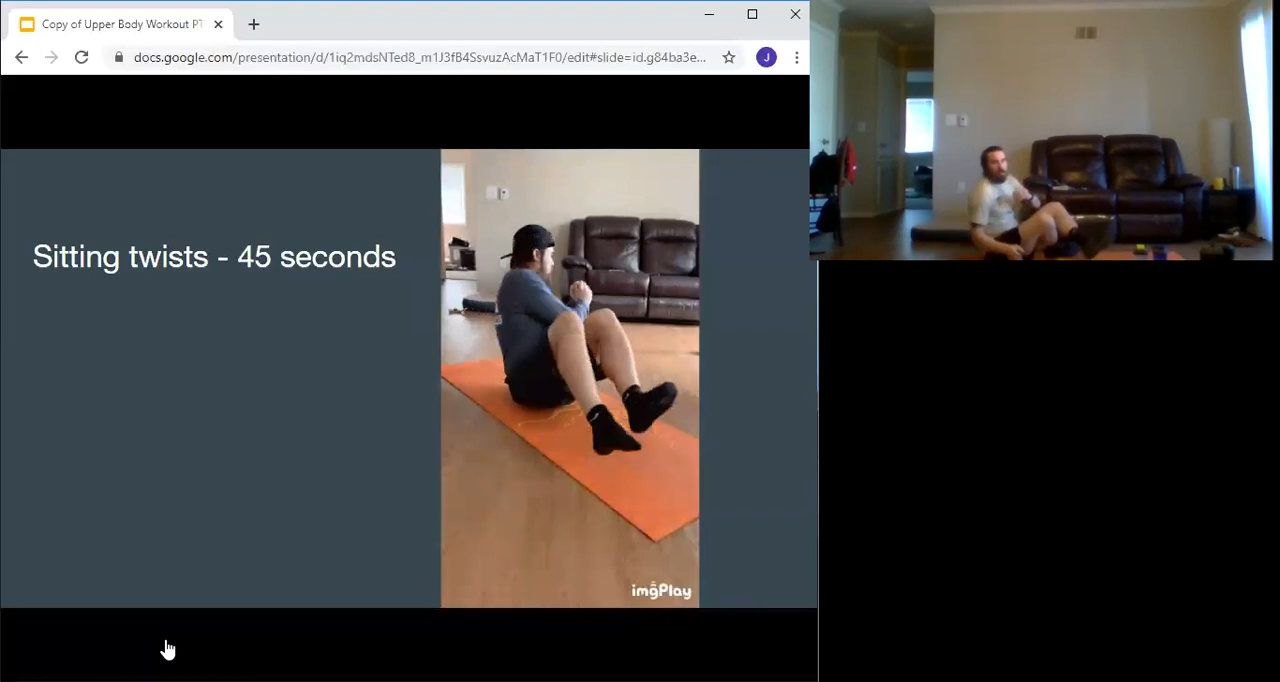 Copy of Upper Body Workout PT
docs.google.com/presentation/d/1iq2mdsNTed8_m1J3fB4SsvuzAcMaT1F0/edit#slide=id.g84ba3e...
J
Sitting twists - 45 seconds
imgPlay